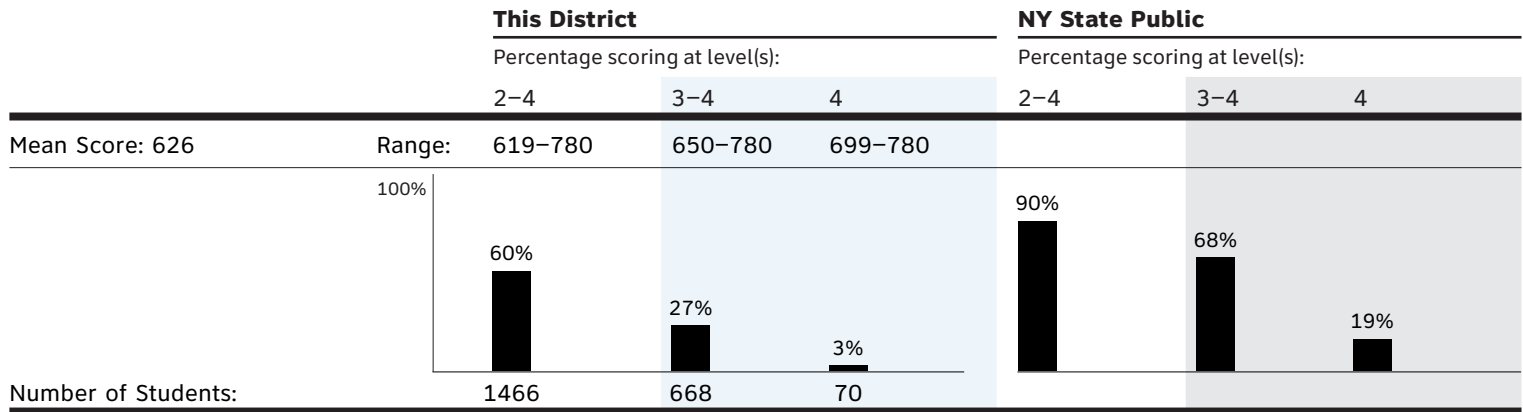 This District NY State Public
Percentage scoring at level(s): Percentage scoring at level(s):
2–4 3–4 4 2–4 3–4 4
Mean Score: 626 Range: 619–780 650–780 699–780
100%
90%
68%
60%
27%
19%
3%
Number of Students: 1466 668 70